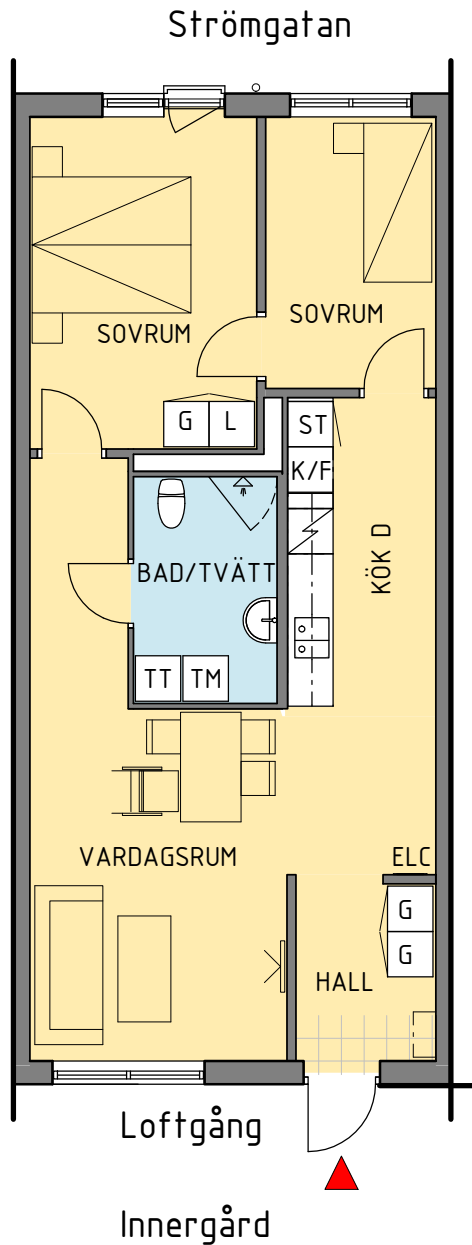 Strömgatan
SOVRUM
SOVRUM
G L
ST
K/F
KÖK D
BAD/TVÄTT
TT TM
VARDAGSRUM
ELC
G
G
HALL
Loftgång
Innergård